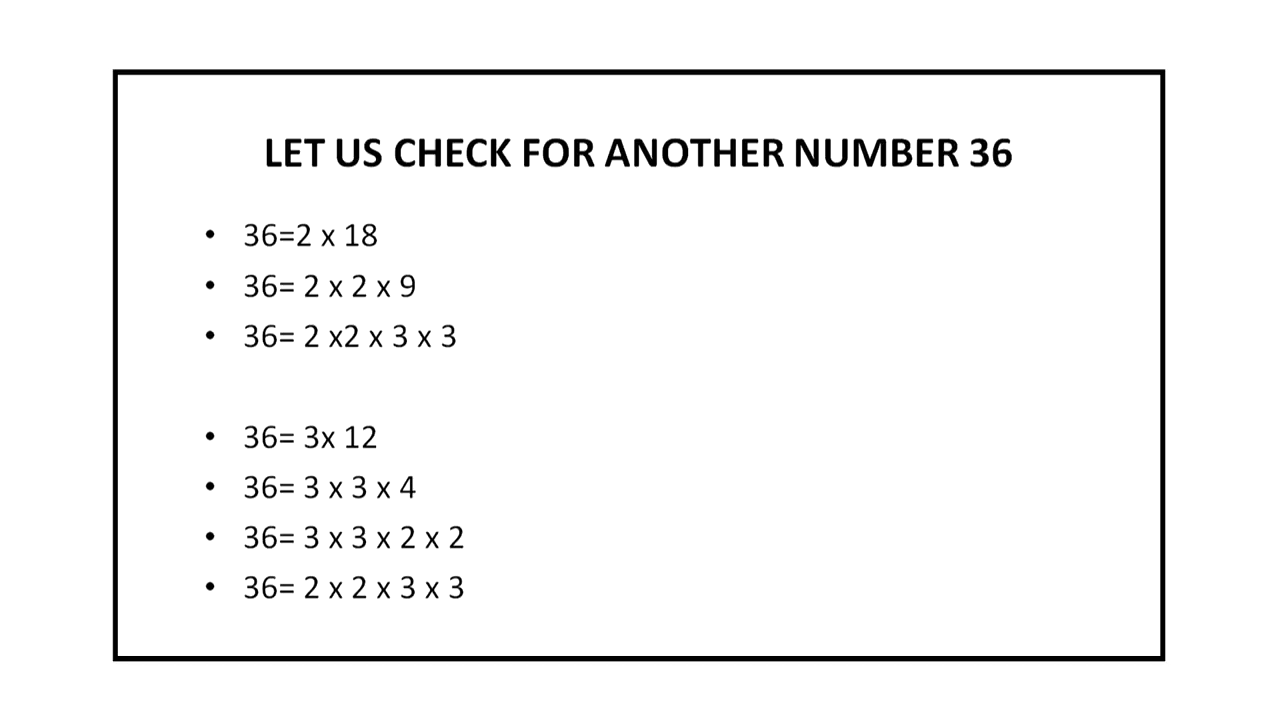 LET US CHECK FOR ANOTHER NUMBER 36
• 36=2 x 18
• 36= 2 x 2 x 9
• 36= 2 x2 x 3 x 3
• 36= 3x 12
• 36= 3 x 3 x 4
• 36= 3 x 3 x 2 x 2
• 36= 2 x 2 x 3 x 3